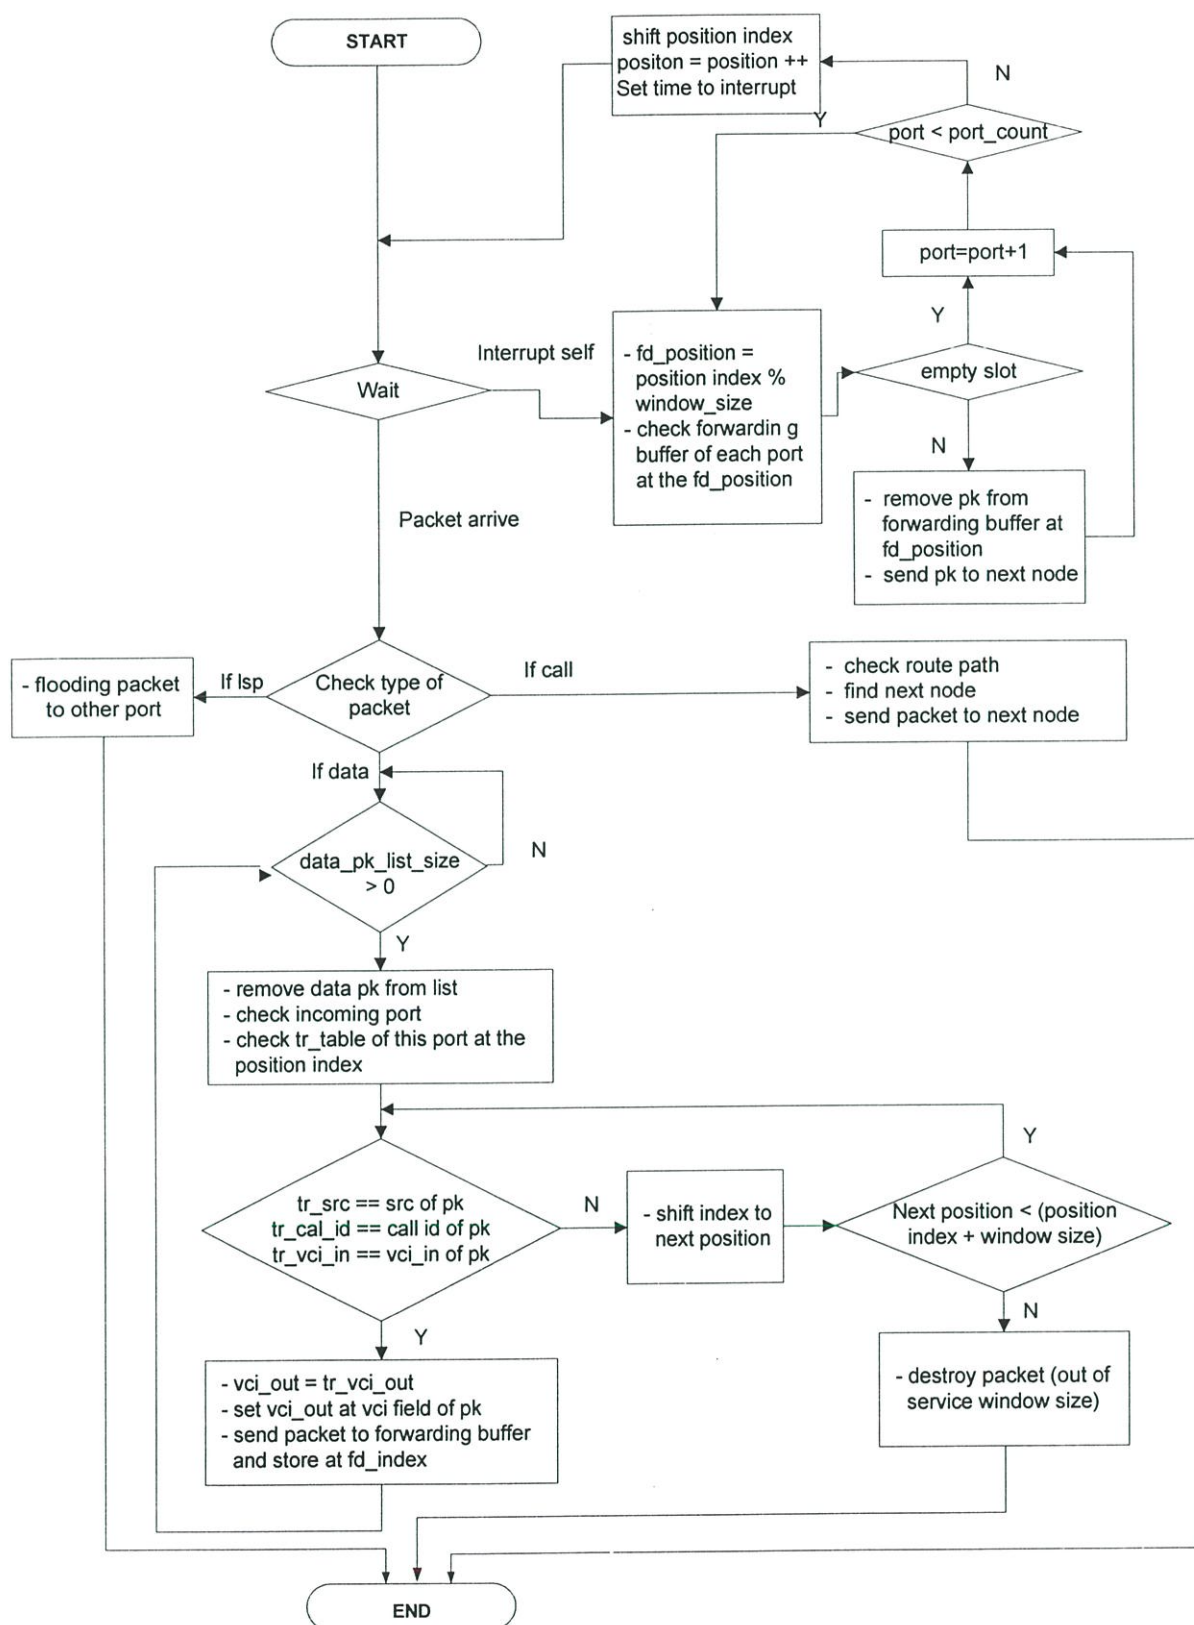 START
shift position index
positon = position ++
Set time to interrupt
N
Y
port < port_count
port=port+1
Y
Interrupt self
- fd_position =
position index %
window_size
- check forwardin g
buffer of each port
at the fd_position
empty slot
Wait
N
- remove pk from
forwarding buffer at
fd_position
- send pk to next node
Packet arrive
- flooding packet
to other port
If lsp
Check type of
packet
If call
- check route path
- find next node
- send packet to next node
If data
data_pk_list_size
> 0
N
Y
- remove data pk from list
- check incoming port
- check tr_table of this port at the
position index
Y
tr_src == src of pk
tr_cal_id == call id of pk
tr_vci_in == vci_in of pk
N
- shift index to
next position
Next position < (position
index + window size)
N
Y
- vci_out = tr_vci_out
- set vci_out at vci field of pk
- send packet to forwarding buffer
and store at fd_index
- destroy packet (out of
service window size)
END